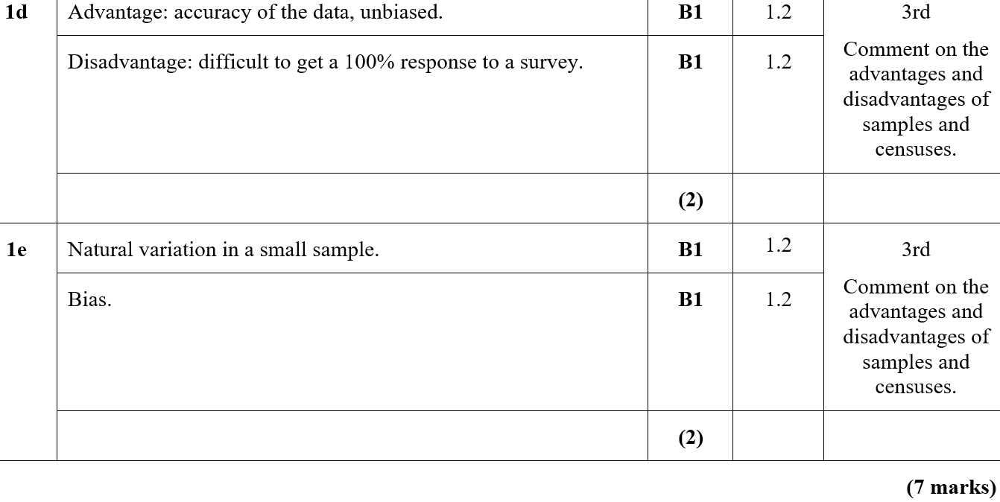 1d Advantage: accuracy of the data, unbiased. B1 1.2 3rd
Disadvantage: difficult to get a 100% response to a survey. B1 1.2
Comment on the
advantages and
disadvantages of
samples and
censuses.
(2)
1e Natural variation in a small sample. B1 1.2 3rd
Bias. B1 1.2
Comment on the
advantages and
disadvantages of
samples and
censuses.
(2)
(7 marks)